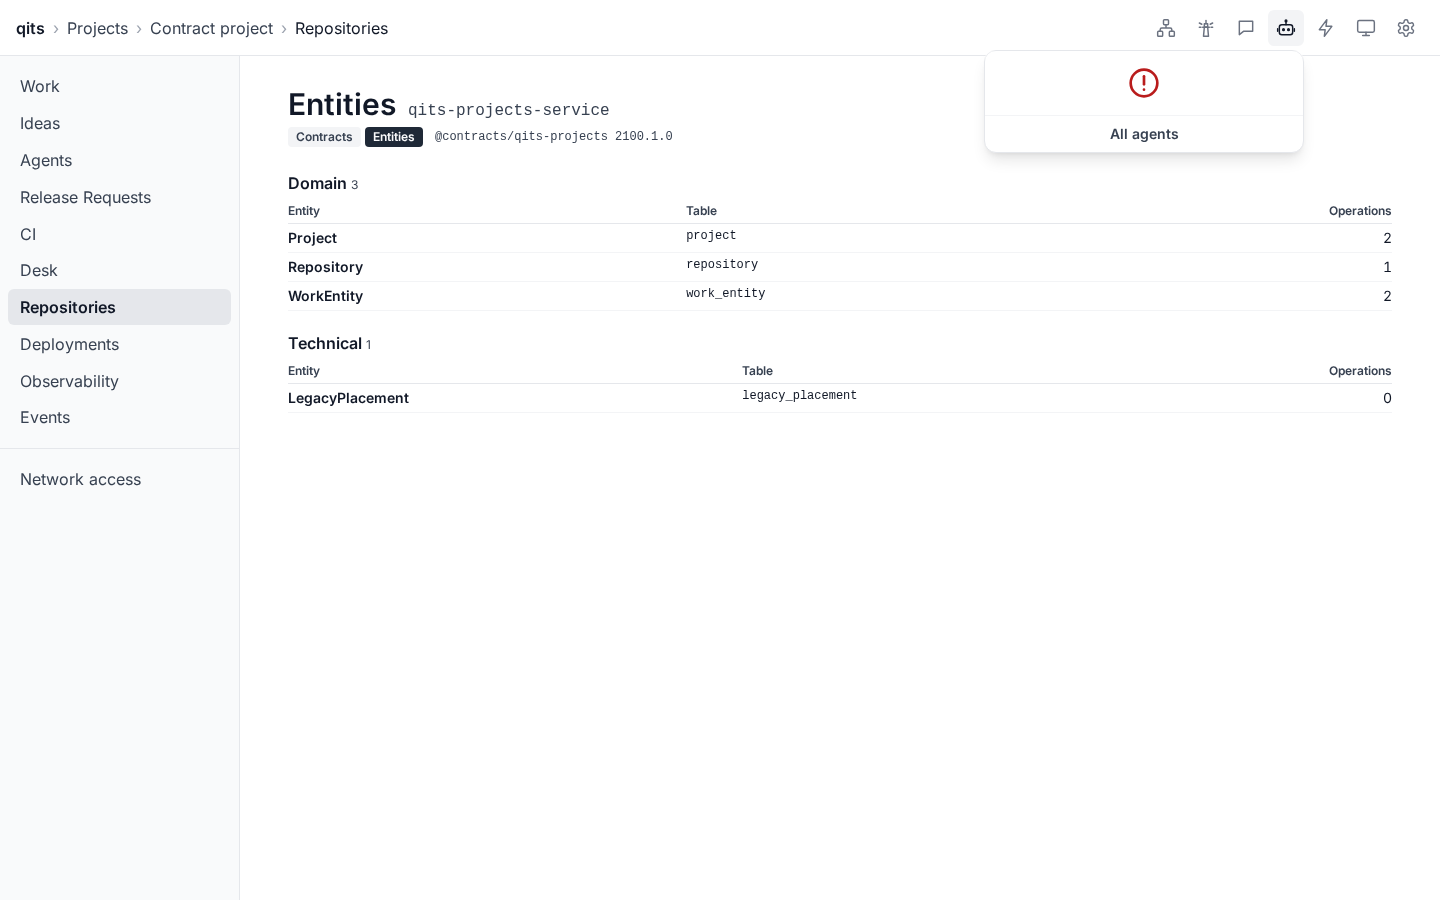 qits › Projects › Contract project › Repositories
All agents
Work
Ideas
Agents
Release Requests
CI
Desk
Repositories
Deployments
Observability
Events
Network access
Entities qits-projects-service
Contracts Entities @contracts/qits-projects 2100.1.0
Domain 3
Entity Table Operations
Project project 2
Repository repository 1
WorkEntity work_entity 2
Technical 1
Entity Table Operations
LegacyPlacement legacy_placement 0